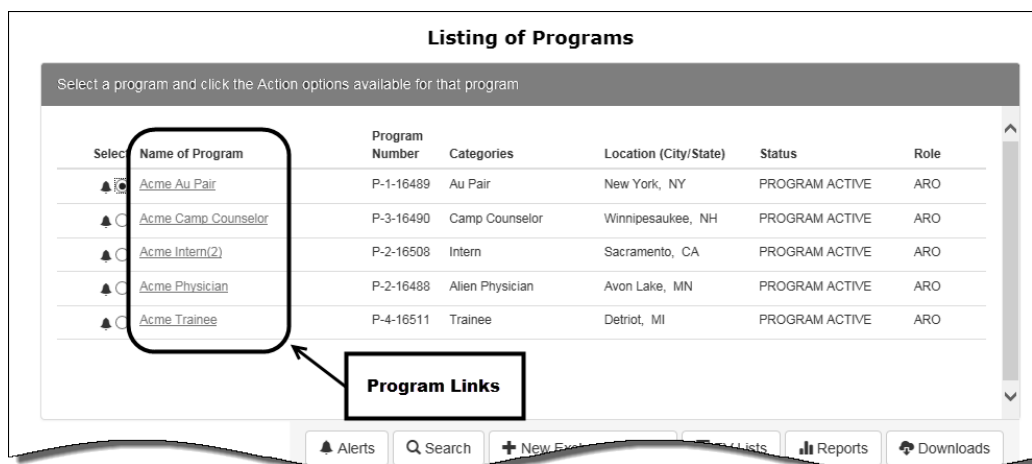 Listing of Programs
Select a program and click the Action options available for that program
Select Name of Program Program Number Categories Location (City/State) Status Role
Acme Au Pair P-1-16489 Au Pair New York, NY PROGRAM ACTIVE ARO
Acme Camp Counselor P-3-16490 Camp Counselor Winnipesaukee, NH PROGRAM ACTIVE ARO
Acme Intern(2) P-2-16508 Intern Sacramento, CA PROGRAM ACTIVE ARO
Acme Physician P-2-16488 Alien Physician Avon Lake, MN PROGRAM ACTIVE ARO
Acme Trainee P-4-16511 Trainee Detriot, MI PROGRAM ACTIVE ARO
Program Links
Alerts Search New Lists Reports Downloads